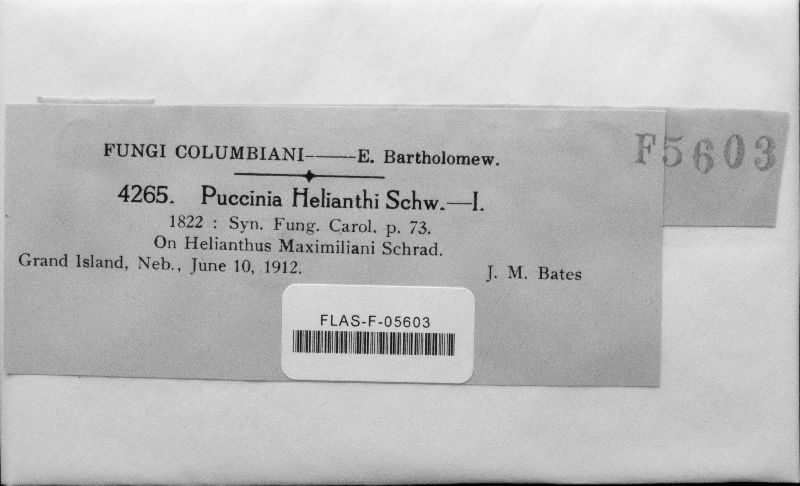 FUNGI COLUMBIANI——E. Bartholomew.
F5603
4265. Puccinia Helianthi Schw.—I.
1822 : Syn. Fung. Carol. p. 73.
On Helianthus Maximiliani Schrad.
Grand Island, Neb., June 10, 1912. J. M. Bates
FLAS-F-05603